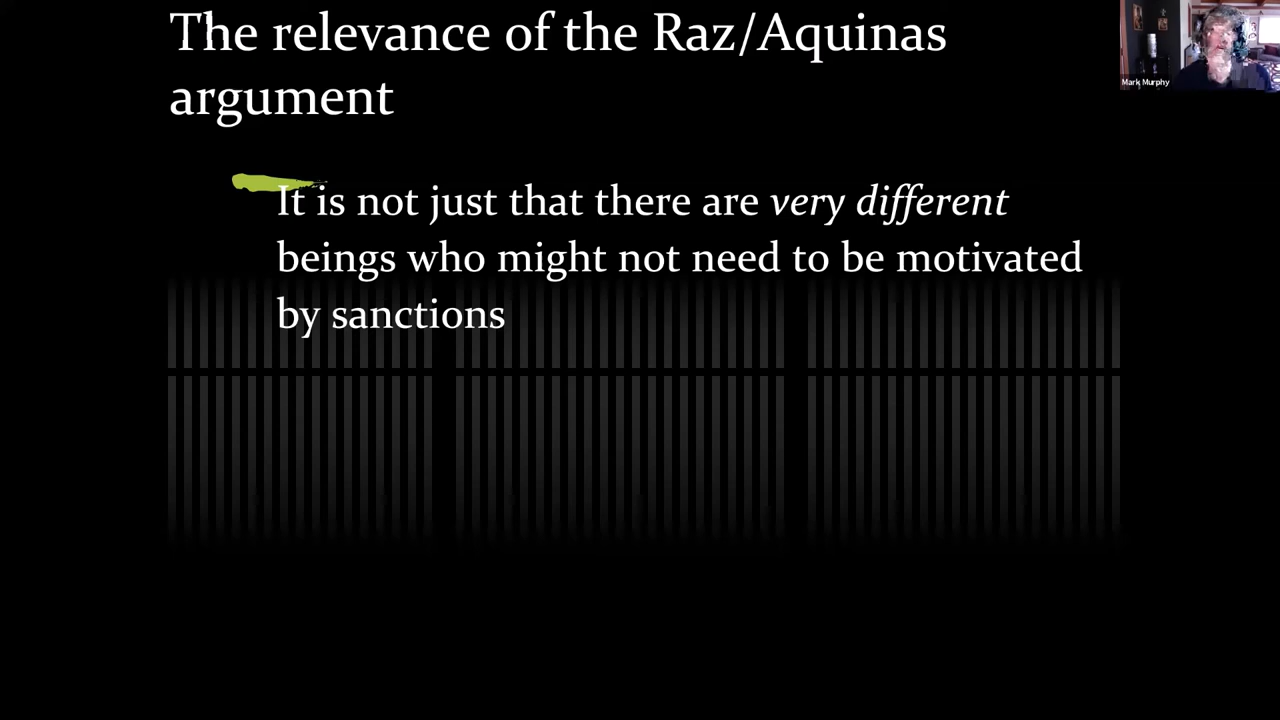 The relevance of the Raz/Aquinas
argument
Mark Murphy
It is not just that there are very different
beings who might not need to be motivated
by sanctions